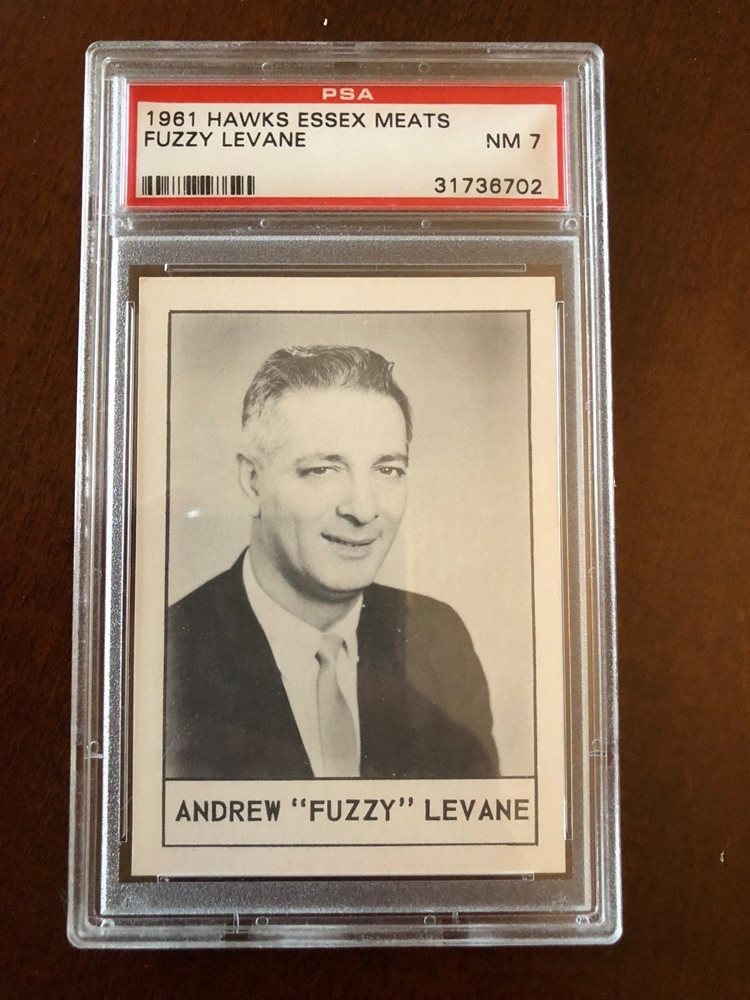 PSA
1961 HAWKS ESSEX MEATS
FUZZY LEVANE NM 7
31736702
ANDREW "FUZZY" LEVANE